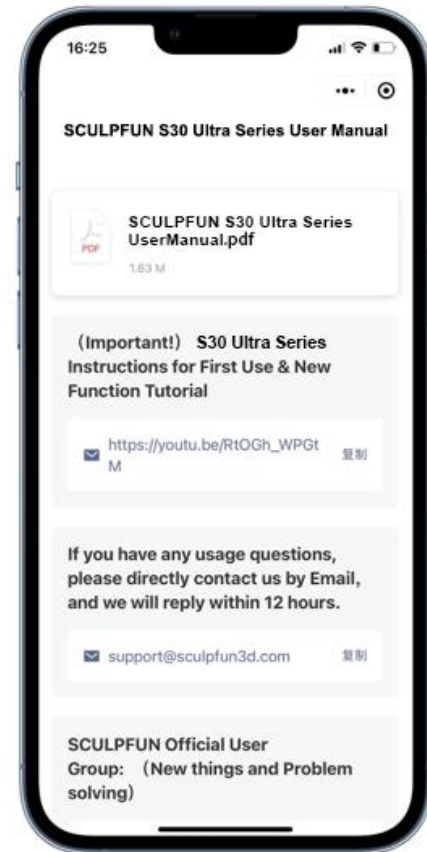 16:25
SCULPFUN S30 Ultra Series User Manual
SCULPFUN S30 Ultra Series
UserManual.pdf
PDF
1.63 M
（Important!） S30 Ultra Series
Instructions for First Use & New
Function Tutorial
https://youtu.be/RtOGh_WPGt
M
复制
If you have any usage questions,
please directly contact us by Email,
and we will reply within 12 hours.
support@sculpfun3d.com
复制
SCULPFUN Official User
Group: （New things and Problem
solving）